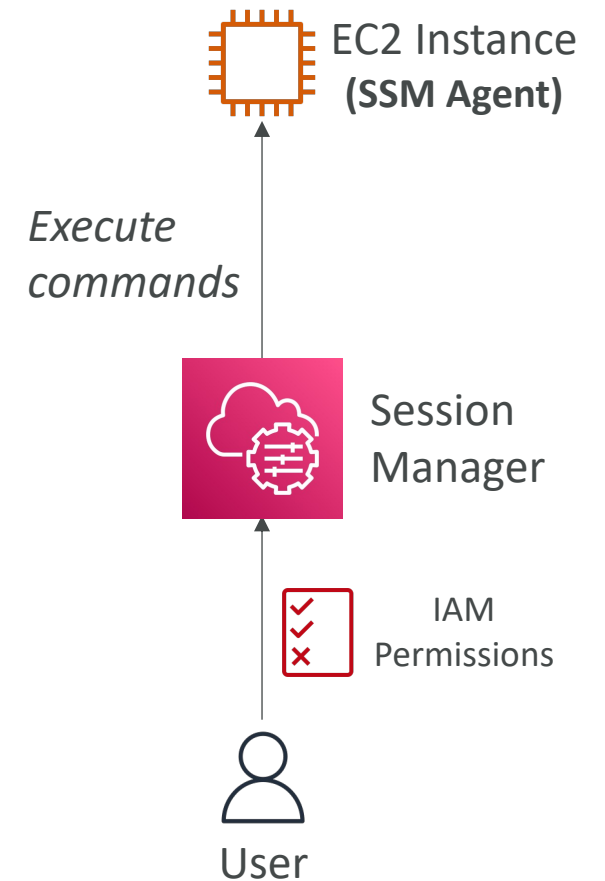 EC2 Instance
(SSM Agent)
Execute
commands
Session
Manager
IAM
Permissions
User